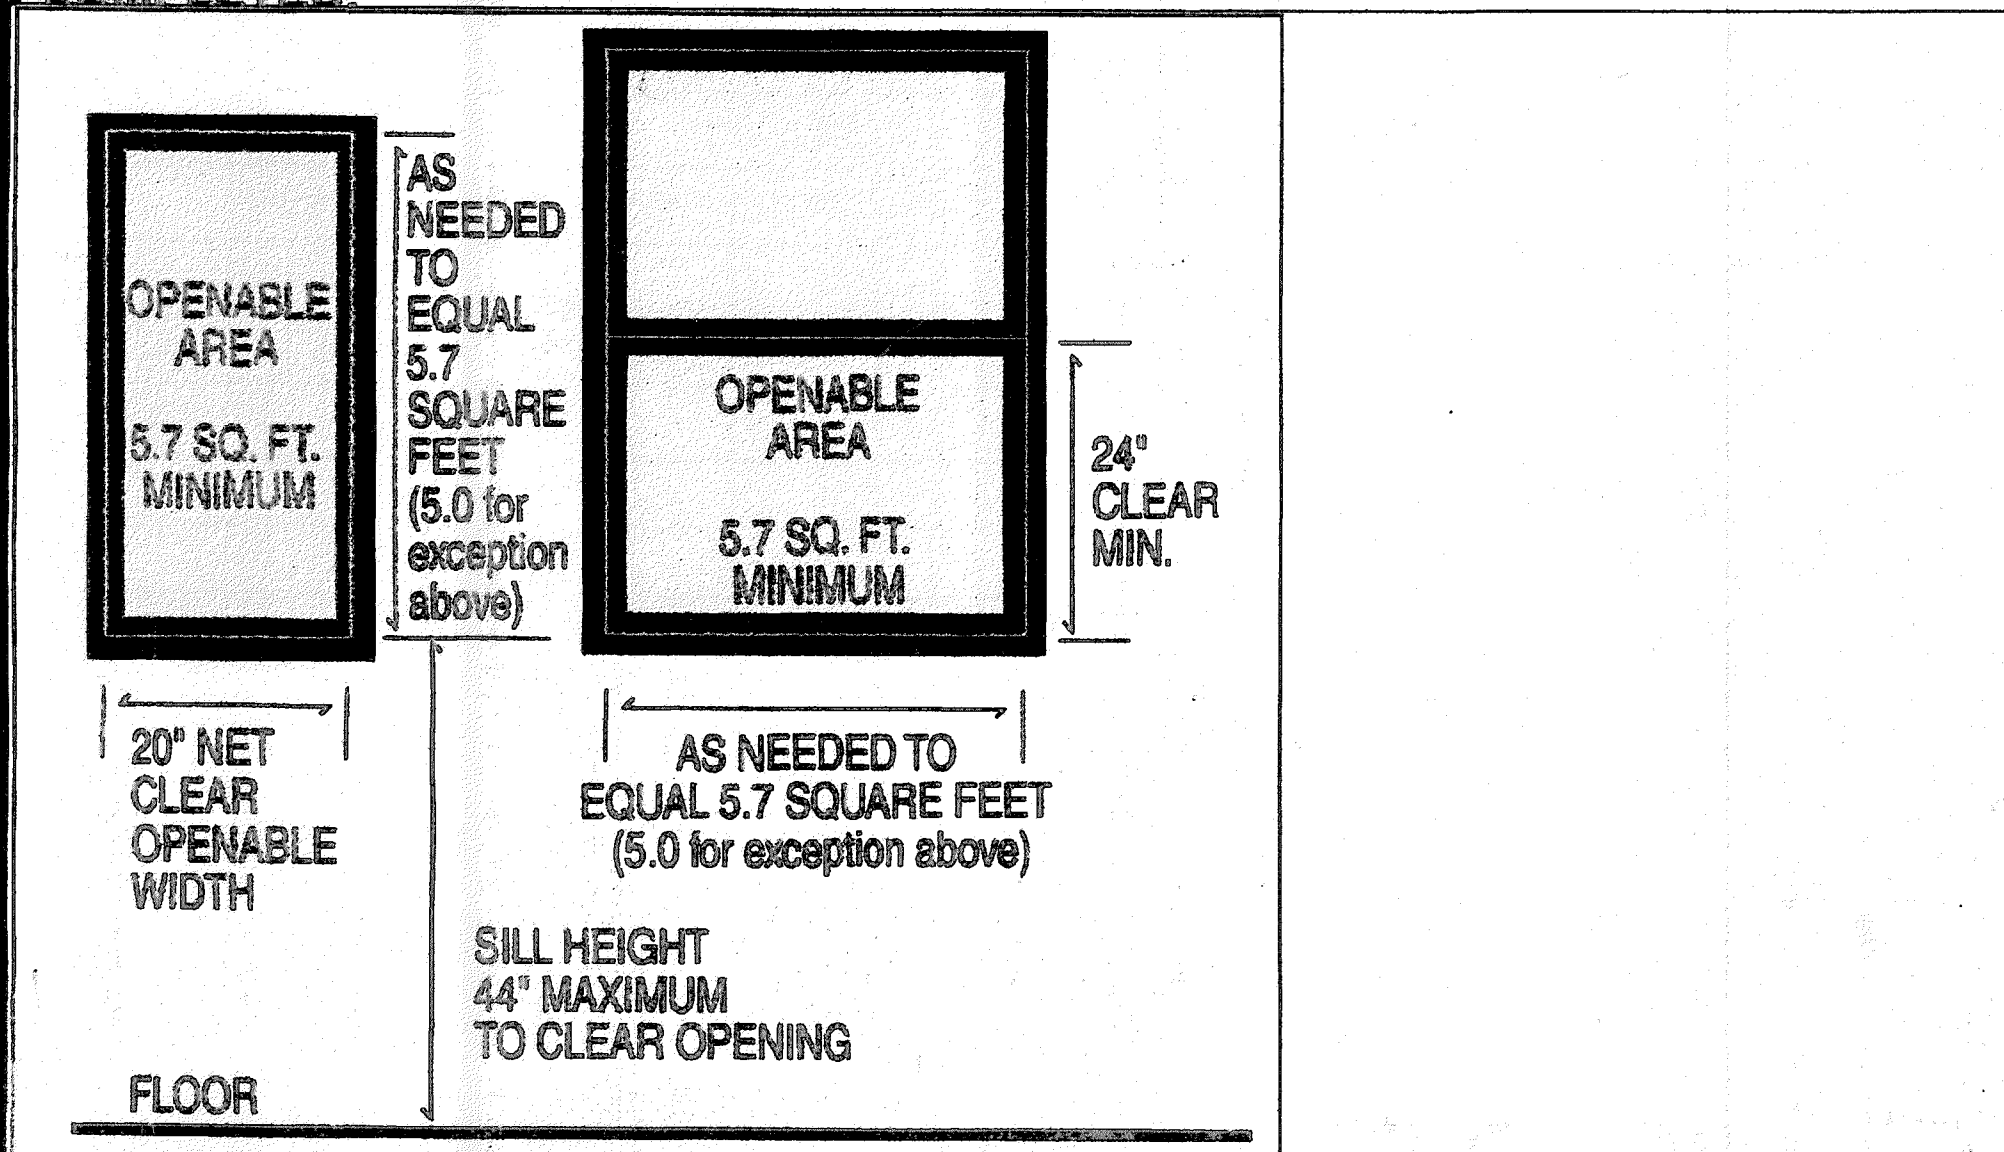 OPENABLE
AREA
5.7 SQ. FT.
MINIMUM
AS
NEEDED
TO
EQUAL
5.7
SQUARE
FEET
(5.0 for
exception
above)
OPENABLE
AREA
5.7 SQ. FT.
MINIMUM
24"
CLEAR
MIN.
20" NET
CLEAR
OPENABLE
WIDTH
AS NEEDED TO
EQUAL 5.7 SQUARE FEET
(5.0 for exception above)
SILL HEIGHT
44" MAXIMUM
TO CLEAR OPENING
FLOOR